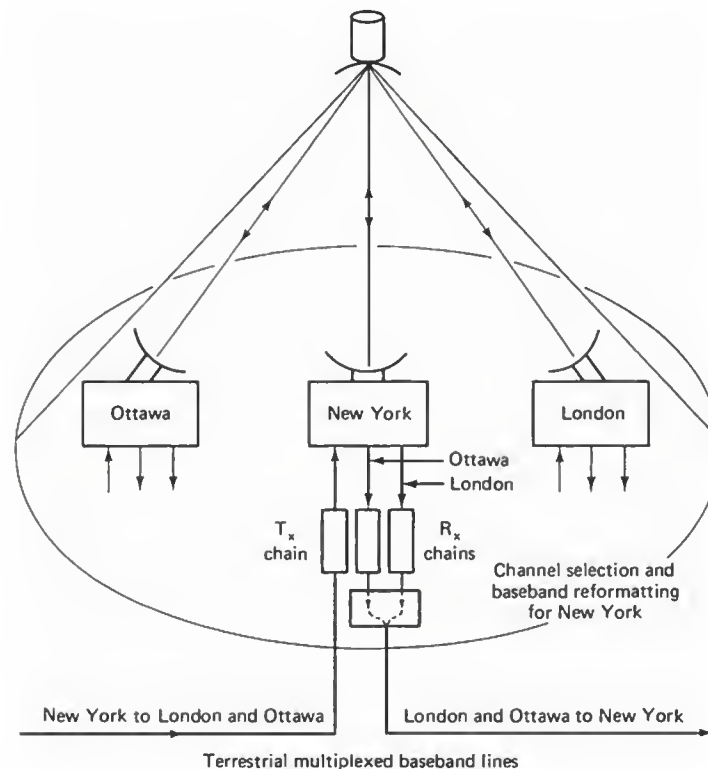 Ottawa
New York
London
Ottawa
London
Tx
chain
Rx
chains
Channel selection and
baseband reformatting
for New York
New York to London and Ottawa
London and Ottawa to New York
Terrestrial multiplexed baseband lines